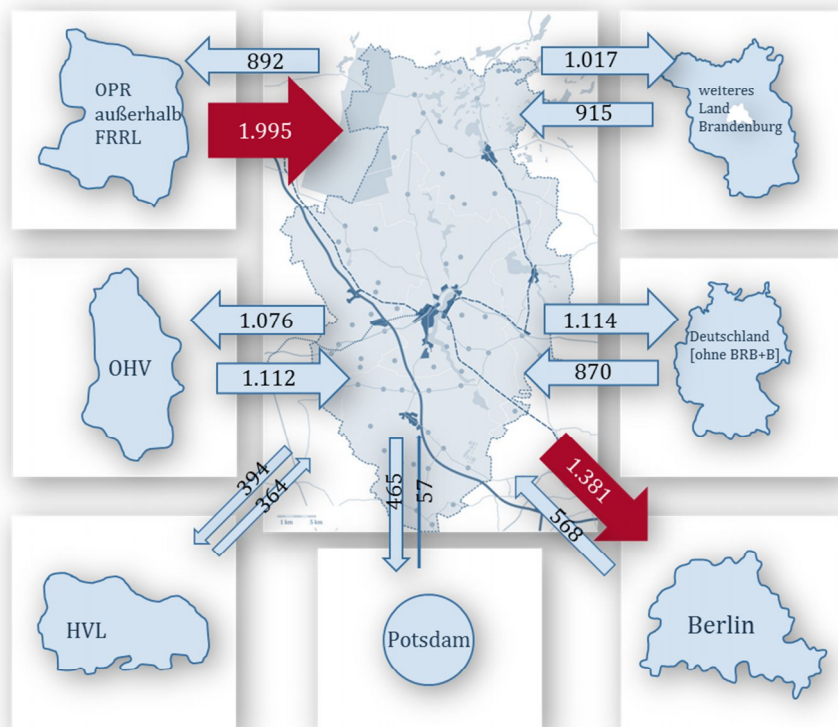 892
1.017
OPR
außerhalb
FRRL
1.995
915
weiteres
Land
Brandenburg
1.076
1.114
OHV
1.112
870
Deutschland
[ohne BRB+B]
394
364
465
57
1.381
568
1 km 5 km
HVL
Potsdam
Berlin